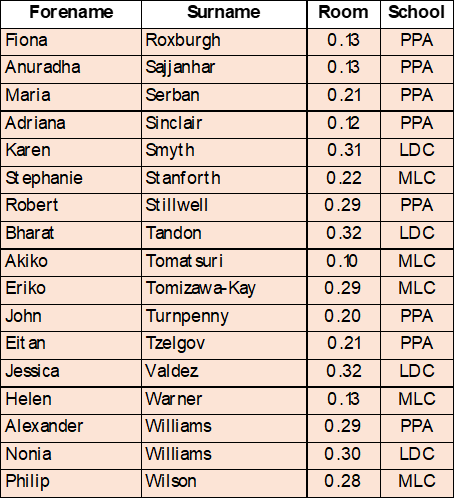 Forename Surname Room School
Fiona Roxburgh 0.13 PPA
Anuradha Sajjanhar 0.13 PPA
Maria Serban 0.21 PPA
Adriana Sinclair 0.12 PPA
Karen Smyth 0.31 LDC
Stephanie Stanforth 0.22 MLC
Robert Stillwell 0.29 PPA
Bharat Tandon 0.32 LDC
Akiko Tomatsuri 0.10 MLC
Eriko Tomizawa-Kay 0.29 MLC
John Turnpenny 0.20 PPA
Eitan Tzelgov 0.21 PPA
Jessica Valdez 0.32 LDC
Helen Warner 0.13 MLC
Alexander Williams 0.29 PPA
Nonia Williams 0.30 LDC
Philip Wilson 0.28 MLC